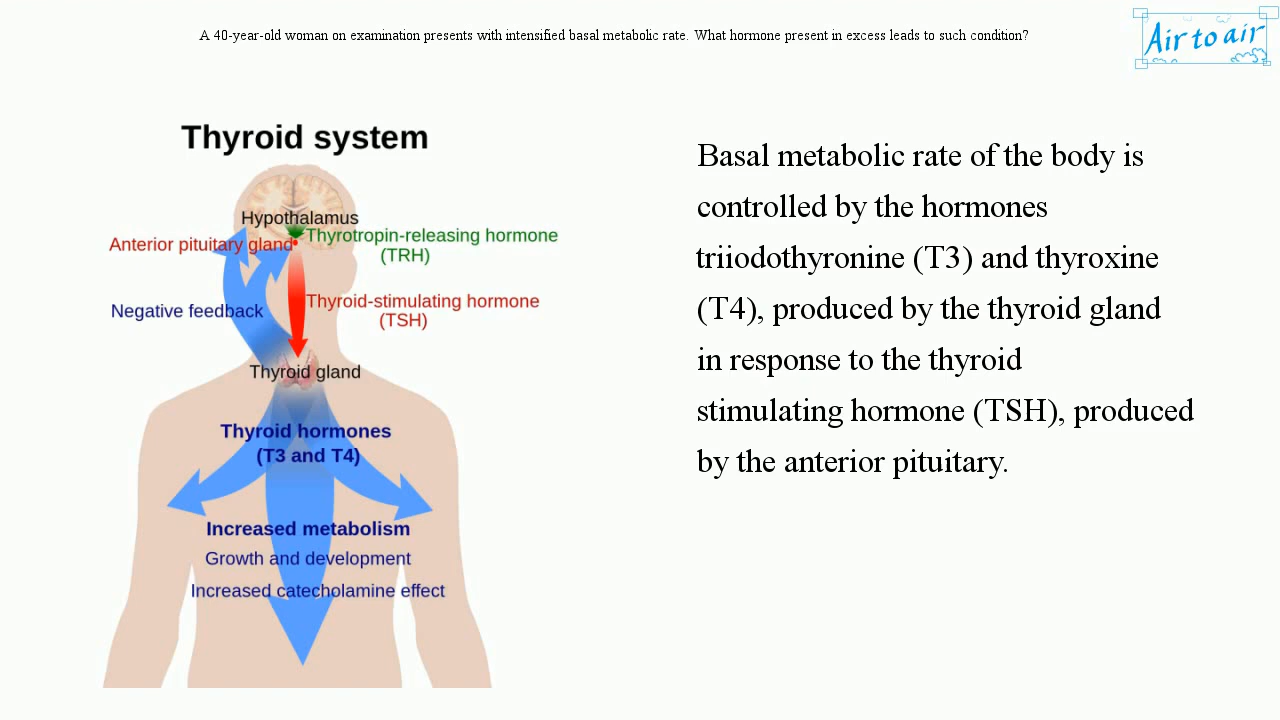 A 40-year-old woman on examination presents with intensified basal metabolic rate. What hormone present in excess leads to such condition?
Air to air
Thyroid system
Hypothalamus
Thyrotropin-releasing hormone
(TRH)
Anterior pituitary gland
Negative feedback
Thyroid-stimulating hormone
(TSH)
Thyroid gland
Thyroid hormones
(T3 and T4)
Increased metabolism
Growth and development
Increased catecholamine effect
Basal metabolic rate of the body is
controlled by the hormones
triiodothyronine (T3) and thyroxine
(T4), produced by the thyroid gland
in response to the thyroid
stimulating hormone (TSH), produced
by the anterior pituitary.